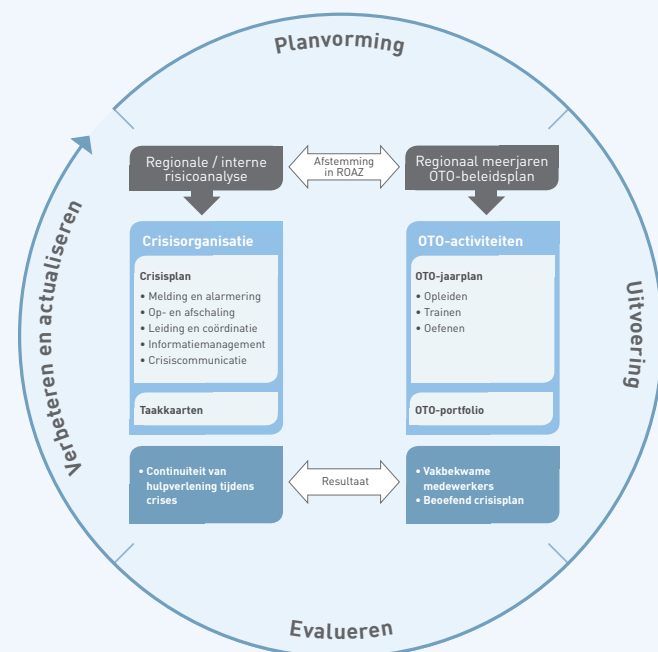 Planvorming
Regionale / interne
risicoanalyse
Afstemming
in ROAZ
Regionaal meerjaren
OTO-beleidsplan
Crisisorganisatie
Crisisplan
• Melding en alarmering
• Op- en afschaling
• Leiding en coördinatie
• Informatiemanagement
• Crisiscommunicatie
Taakkaarten
OTO-activiteiten
OTO-jaarplan
• Opleiden
• Trainen
• Oefenen
OTO-portfolio
• Continuïteit van
hulpverlening tijdens
crises
Resultaat
• Vakbekwame
medewerkers
• Beoefend crisisplan
Uitvoering
Evalueren
Verbeteren en actualiseren